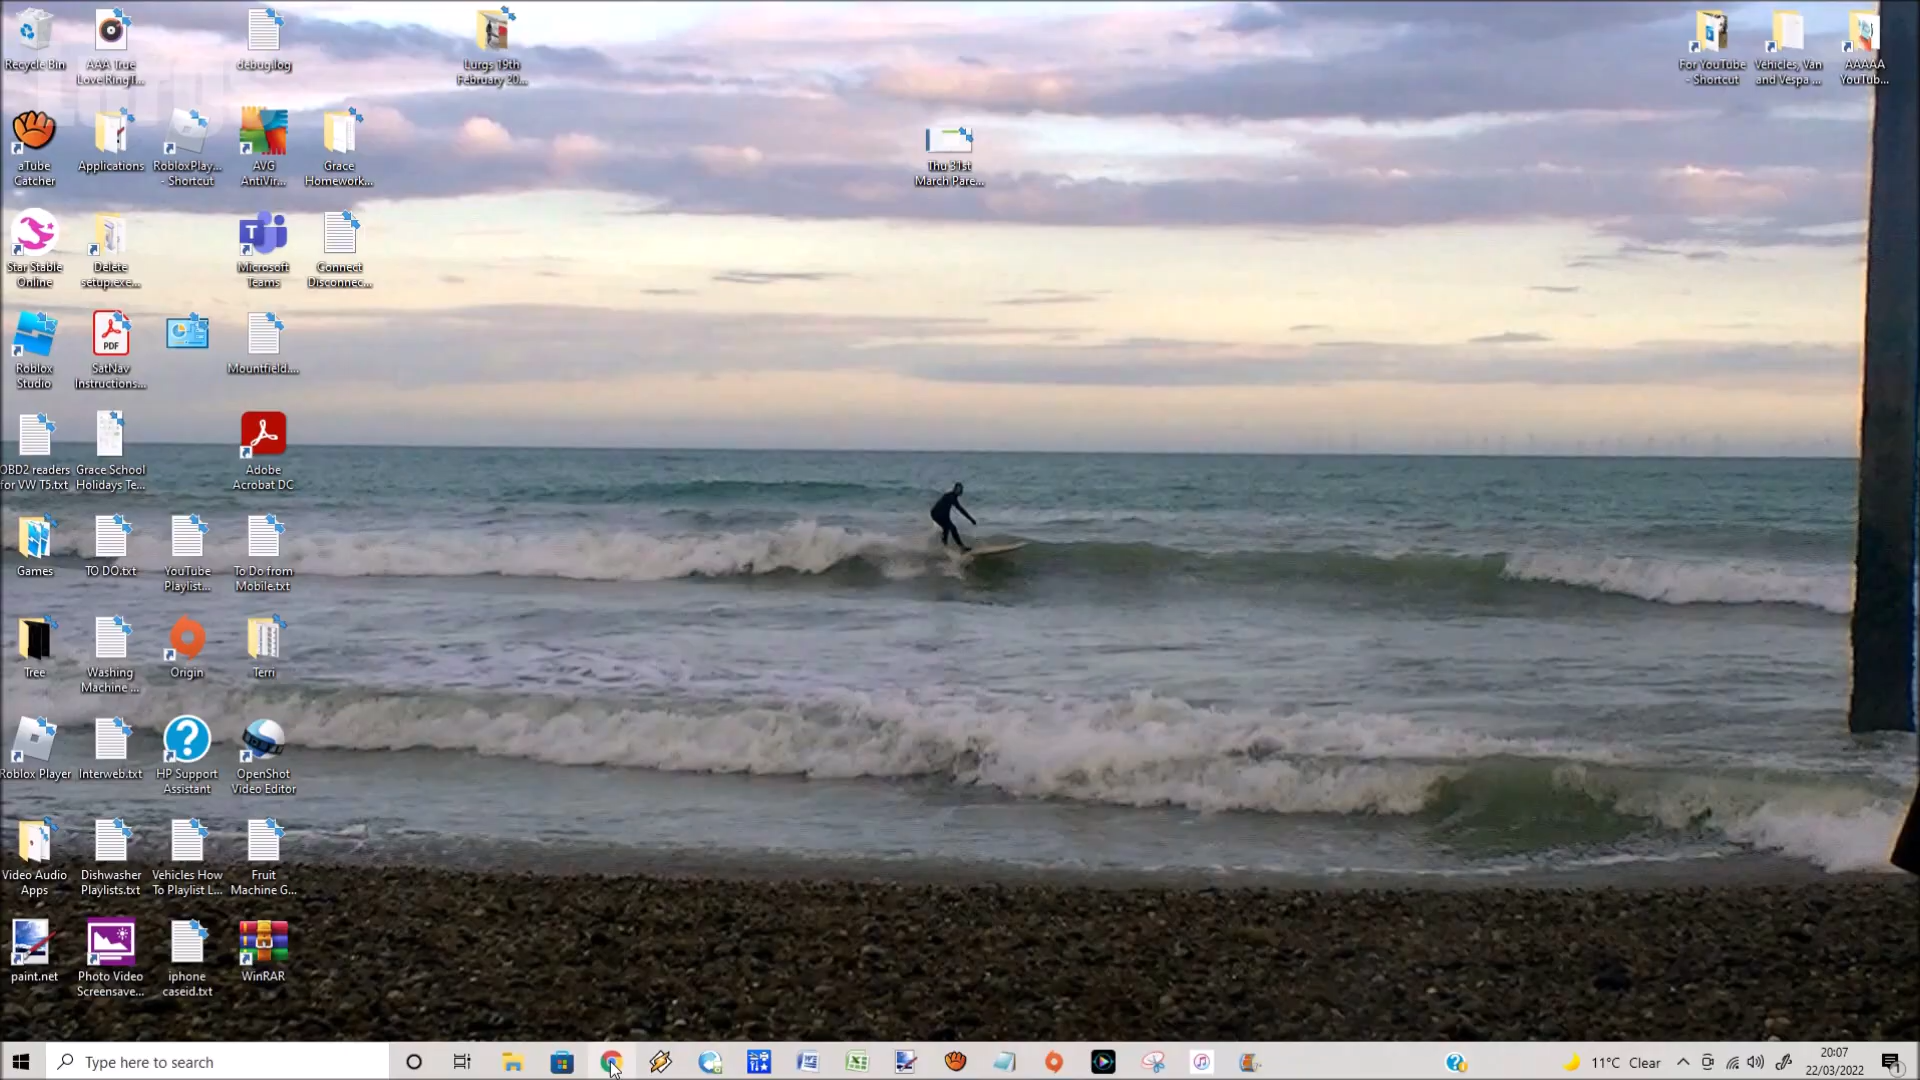 Recycle Bin
AAA True
Love RingT...
debug.log
Lurgs 19th
February 20...
For YouTube
- Shortcut
Vehicles, Van
and Vespa ...
AAAAA
YouTub...
aTube
Catcher
Applications
RobloxPlay...
- Shortcut
AVG
AntiVir...
Grace
Homework...
Thu 31st
March Pare...
Star Stable
Online
Delete
setup.exe...
Microsoft
Teams
Connect
Disconnec...
Roblox
Studio
PDF
SatNav
Instructions...
Mountfield....
OBD2 readers
for VW T5.txt
Grace School
Holidays Te...
Adobe
Acrobat DC
Games
TO DO.txt
YouTube
Playlist...
To Do from
Mobile.txt
Tree
Washing
Machine ...
Origin
Terri
Roblox Player
Interweb.txt
HP Support
Assistant
OpenShot
Video Editor
Video Audio
Apps
Dishwasher
Playlists.txt
Vehicles How
To Playlist L...
Fruit
Machine G...
paint.net
Photo Video
Screensave...
iphone
caseid.txt
WinRAR
Type here to search
11°C Clear
20:07
22/03/2022
1